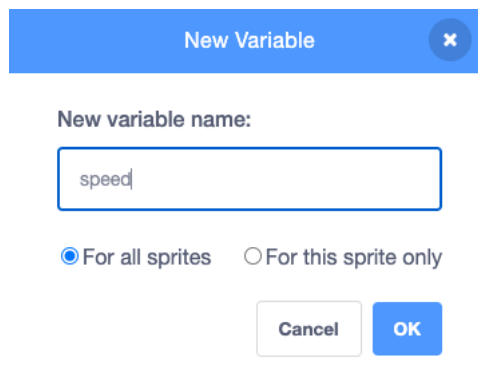 New Variable
New variable name:
speed
For all sprites For this sprite only
Cancel OK